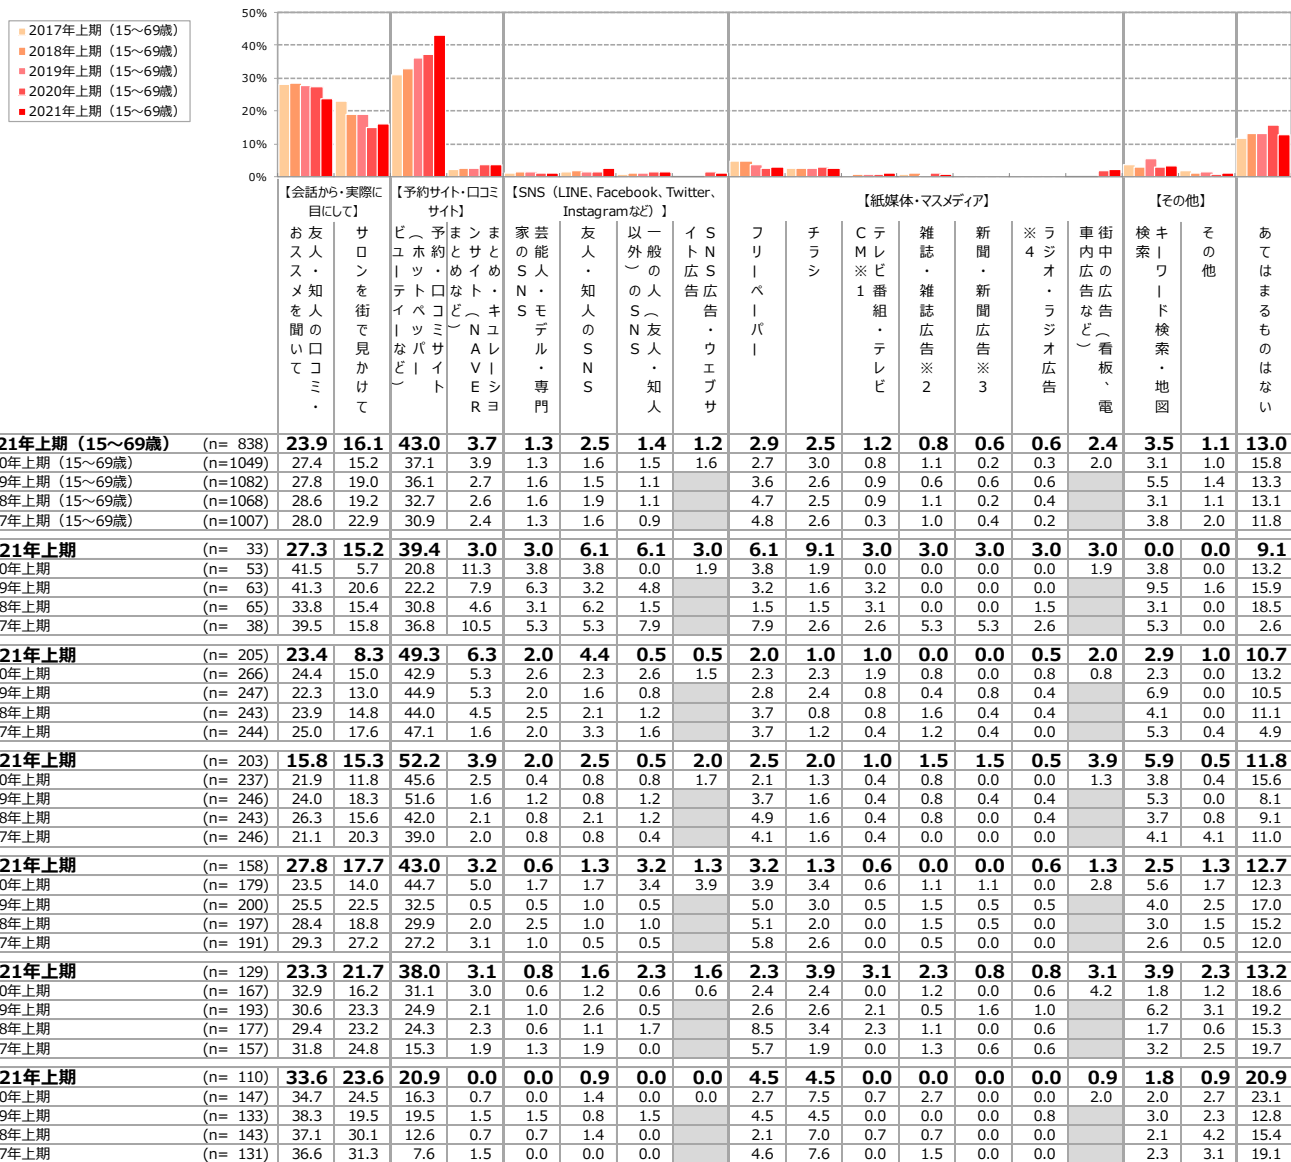 50%
40%
30%
20%
10%
0%
2017年上期（15～69歳）
2018年上期（15～69歳）
2019年上期（15～69歳）
2020年上期（15～69歳）
2021年上期（15～69歳）
【会話から・実際に
目にして】
【予約サイト・口コミ
サイト】
【SNS（LINE、Facebook、Twitter、
Instagramなど）】
【紙媒体・マスメディア】
【その他】
友人・知人の口コミ・
おススメを聞いて
サロンを街で見かけて
予約・口コミサイト
（ホットペッパー
ビューティーなど）
まとめ・キュレーショ
ンサイト（NAVER
まとめなど）
芸能人・モデル・専門
家のSNS
友人・知人のSNS
一般の人（友人・知人
以外）のSNS
SNS広告・ウェブサ
イト広告
フリーペーパー
チラシ
テレビ番組・テレビ
CM※1
雑誌・雑誌広告※2
新聞・新聞広告※3
ラジオ・ラジオ広告
※4
街中の広告（看板、電
車内広告など）
キーワード検索・地図
検索
その他
あてはまるものはない
21年上期（15～69歳） (n= 838) 23.9 16.1 43.0 3.7 1.3 2.5 1.4 1.2 2.9 2.5 1.2 0.8 0.6 0.6 2.4 3.5 1.1 13.0
0年上期（15～69歳） (n=1049) 27.4 15.2 37.1 3.9 1.3 1.6 1.5 1.6 2.7 3.0 0.8 1.1 0.2 0.3 2.0 3.1 1.0 15.8
9年上期（15～69歳） (n=1082) 27.8 19.0 36.1 2.7 1.6 1.5 1.1 3.6 2.6 0.9 0.6 0.6 0.6 5.5 1.4 13.3
8年上期（15～69歳） (n=1068) 28.6 19.2 32.7 2.6 1.6 1.9 1.1 4.7 2.5 0.9 1.1 0.2 0.4 3.1 1.1 13.1
7年上期（15～69歳） (n=1007) 28.0 22.9 30.9 2.4 1.3 1.6 0.9 4.8 2.6 0.3 1.0 0.4 0.2 3.8 2.0 11.8
21年上期 (n= 33) 27.3 15.2 39.4 3.0 3.0 6.1 6.1 3.0 6.1 9.1 3.0 3.0 3.0 3.0 3.0 0.0 0.0 9.1
0年上期 (n= 53) 41.5 5.7 20.8 11.3 3.8 3.8 0.0 1.9 3.8 1.9 0.0 0.0 0.0 0.0 1.9 3.8 0.0 13.2
9年上期 (n= 63) 41.3 20.6 22.2 7.9 6.3 3.2 4.8 3.2 1.6 3.2 0.0 0.0 0.0 9.5 1.6 15.9
8年上期 (n= 65) 33.8 15.4 30.8 4.6 3.1 6.2 1.5 1.5 1.5 3.1 0.0 0.0 1.5 3.1 0.0 18.5
7年上期 (n= 38) 39.5 15.8 36.8 10.5 5.3 5.3 7.9 7.9 2.6 2.6 5.3 5.3 2.6 5.3 0.0 2.6
21年上期 (n= 205) 23.4 8.3 49.3 6.3 2.0 4.4 0.5 0.5 2.0 1.0 1.0 0.0 0.0 0.5 2.0 2.9 1.0 10.7
0年上期 (n= 266) 24.4 15.0 42.9 5.3 2.6 2.3 2.6 1.5 2.3 2.3 1.9 0.8 0.0 0.8 0.8 2.3 0.0 13.2
9年上期 (n= 247) 22.3 13.0 44.9 5.3 2.0 1.6 0.8 2.8 2.4 0.8 0.4 0.8 0.4 6.9 0.0 10.5
8年上期 (n= 243) 23.9 14.8 44.0 4.5 2.5 2.1 1.2 3.7 0.8 0.8 1.6 0.4 0.4 4.1 0.0 11.1
7年上期 (n= 244) 25.0 17.6 47.1 1.6 2.0 3.3 1.6 3.7 1.2 0.4 1.2 0.4 0.0 5.3 0.4 4.9
21年上期 (n= 203) 15.8 15.3 52.2 3.9 2.0 2.5 0.5 2.0 2.5 2.0 1.0 1.5 1.5 0.5 3.9 5.9 0.5 11.8
0年上期 (n= 237) 21.9 11.8 45.6 2.5 0.4 0.8 0.8 1.7 2.1 1.3 0.4 0.8 0.0 0.0 1.3 3.8 0.4 15.6
9年上期 (n= 246) 24.0 18.3 51.6 1.6 1.2 0.8 1.2 3.7 1.6 0.4 0.8 0.4 0.4 5.3 0.0 8.1
8年上期 (n= 243) 26.3 15.6 42.0 2.1 0.8 2.1 1.2 4.9 1.6 0.4 0.8 0.0 0.4 3.7 0.8 9.1
7年上期 (n= 246) 21.1 20.3 39.0 2.0 0.8 0.8 0.4 4.1 1.6 0.4 0.0 0.0 0.0 4.1 4.1 11.0
21年上期 (n= 158) 27.8 17.7 43.0 3.2 0.6 1.3 3.2 1.3 3.2 1.3 0.6 0.0 0.0 0.6 1.3 2.5 1.3 12.7
0年上期 (n= 179) 23.5 14.0 44.7 5.0 1.7 1.7 3.4 3.9 3.9 3.4 0.6 1.1 1.1 0.0 2.8 5.6 1.7 12.3
9年上期 (n= 200) 25.5 22.5 32.5 0.5 0.5 1.0 0.5 5.0 3.0 0.5 1.5 0.5 0.5 4.0 2.5 17.0
8年上期 (n= 197) 28.4 18.8 29.9 2.0 2.5 1.0 1.0 5.1 2.0 0.0 1.5 0.5 0.0 3.0 1.5 15.2
7年上期 (n= 191) 29.3 27.2 27.2 3.1 1.0 0.5 0.5 5.8 2.6 0.0 0.5 0.0 0.0 2.6 0.5 12.0
21年上期 (n= 129) 23.3 21.7 38.0 3.1 0.8 1.6 2.3 1.6 2.3 3.9 3.1 2.3 0.8 0.8 3.1 3.9 2.3 13.2
0年上期 (n= 167) 32.9 16.2 31.1 3.0 0.6 1.2 0.6 0.6 2.4 2.4 0.0 1.2 0.0 0.6 4.2 1.8 1.2 18.6
9年上期 (n= 193) 30.6 23.3 24.9 2.1 1.0 2.6 0.5 2.6 2.6 2.1 0.5 1.6 1.0 6.2 3.1 19.2
8年上期 (n= 177) 29.4 23.2 24.3 2.3 0.6 1.1 1.7 8.5 3.4 2.3 1.1 0.0 0.6 1.7 0.6 15.3
7年上期 (n= 157) 31.8 24.8 15.3 1.9 1.3 1.9 0.0 5.7 1.9 0.0 1.3 0.6 0.6 3.2 2.5 19.7
21年上期 (n= 110) 33.6 23.6 20.9 0.0 0.0 0.9 0.0 0.0 4.5 4.5 0.0 0.0 0.0 0.0 0.9 1.8 0.9 20.9
0年上期 (n= 147) 34.7 24.5 16.3 0.7 0.0 1.4 0.0 0.0 2.7 7.5 0.7 2.7 0.0 0.0 2.0 2.0 2.7 23.1
9年上期 (n= 133) 38.3 19.5 19.5 1.5 1.5 0.8 1.5 4.5 4.5 0.0 0.0 0.0 0.8 3.0 2.3 12.8
8年上期 (n= 143) 37.1 30.1 12.6 0.7 0.7 1.4 0.0 2.1 7.0 0.7 0.7 0.0 0.0 2.1 4.2 15.4
7年上期 (n= 131) 36.6 31.3 7.6 1.5 0.0 0.0 0.0 4.6 7.6 0.0 1.5 0.0 0.0 2.3 3.1 19.1